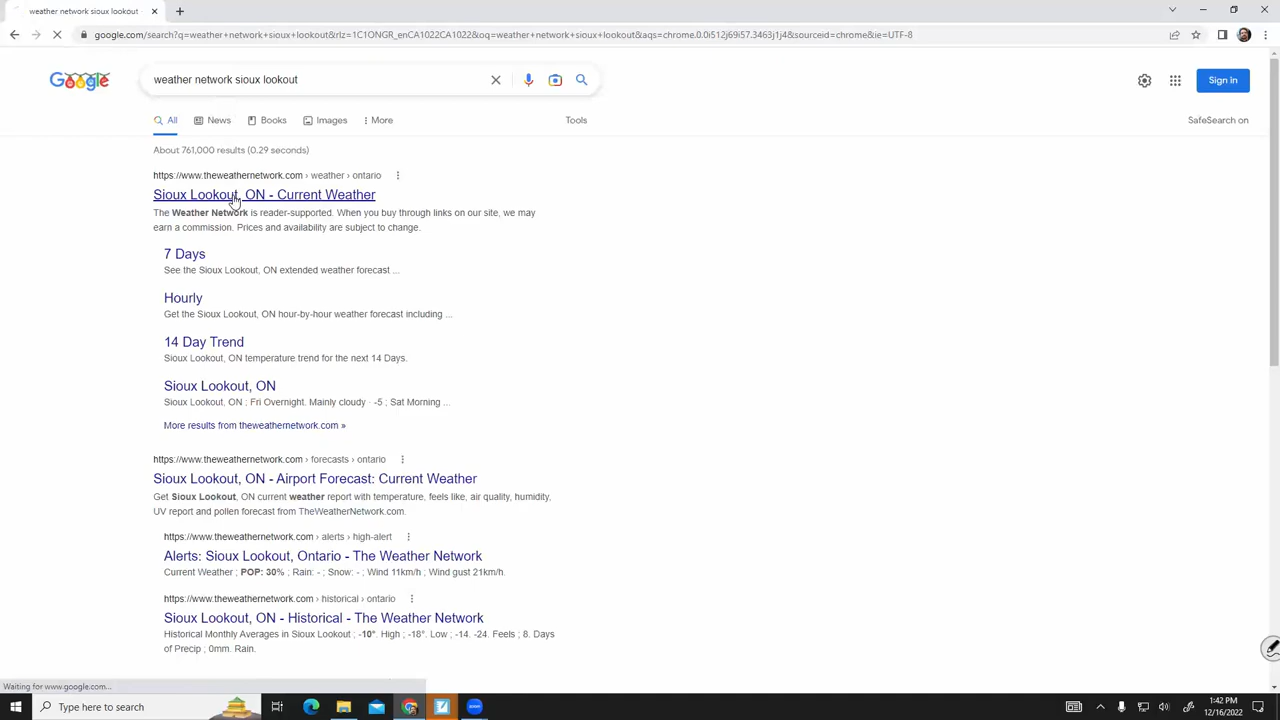 weather network sioux lookout
google.com/search?q=weather+network+sioux+lookout&rlz=1C1ONGR_enCA1022CA1022&oq=weather+network+sioux+lookout&aqs=chrome.0.0i512j69i57.3463j1j4&sourceid=chrome&ie=UTF-8
Google
weather network sioux lookout
Sign in
All
News
Books
Images
More
Tools
SafeSearch on
About 761,000 results (0.29 seconds)
https://www.theweathernetwork.com › weather › ontario
Sioux Lookout, ON - Current Weather
The Weather Network is reader-supported. When you buy through links on our site, we may
earn a commission. Prices and availability are subject to change.
7 Days
See the Sioux Lookout, ON extended weather forecast ...
Hourly
Get the Sioux Lookout, ON hour-by-hour weather forecast including ...
14 Day Trend
Sioux Lookout, ON temperature trend for the next 14 Days.
Sioux Lookout, ON
Sioux Lookout, ON ; Fri Overnight. Mainly cloudy · -5 ; Sat Morning ...
More results from theweathernetwork.com »
https://www.theweathernetwork.com › forecasts › ontario
Sioux Lookout, ON - Airport Forecast: Current Weather
Get Sioux Lookout, ON current weather report with temperature, feels like, air quality, humidity,
UV report and pollen forecast from TheWeatherNetwork.com.
https://www.theweathernetwork.com › alerts › high-alert
Alerts: Sioux Lookout, Ontario - The Weather Network
Current Weather ; POP: 30% ; Rain: - ; Snow: - ; Wind 11km/h ; Wind gust 21km/h.
https://www.theweathernetwork.com › historical › ontario
Sioux Lookout, ON - Historical - The Weather Network
Historical Monthly Averages in Sioux Lookout ; -10°. High ; -18°. Low ; -14. -24. Feels ; 8. Days
of Precip ; 0mm. Rain.
Waiting for www.google.com...
Type here to search
1:42 PM
12/16/2022